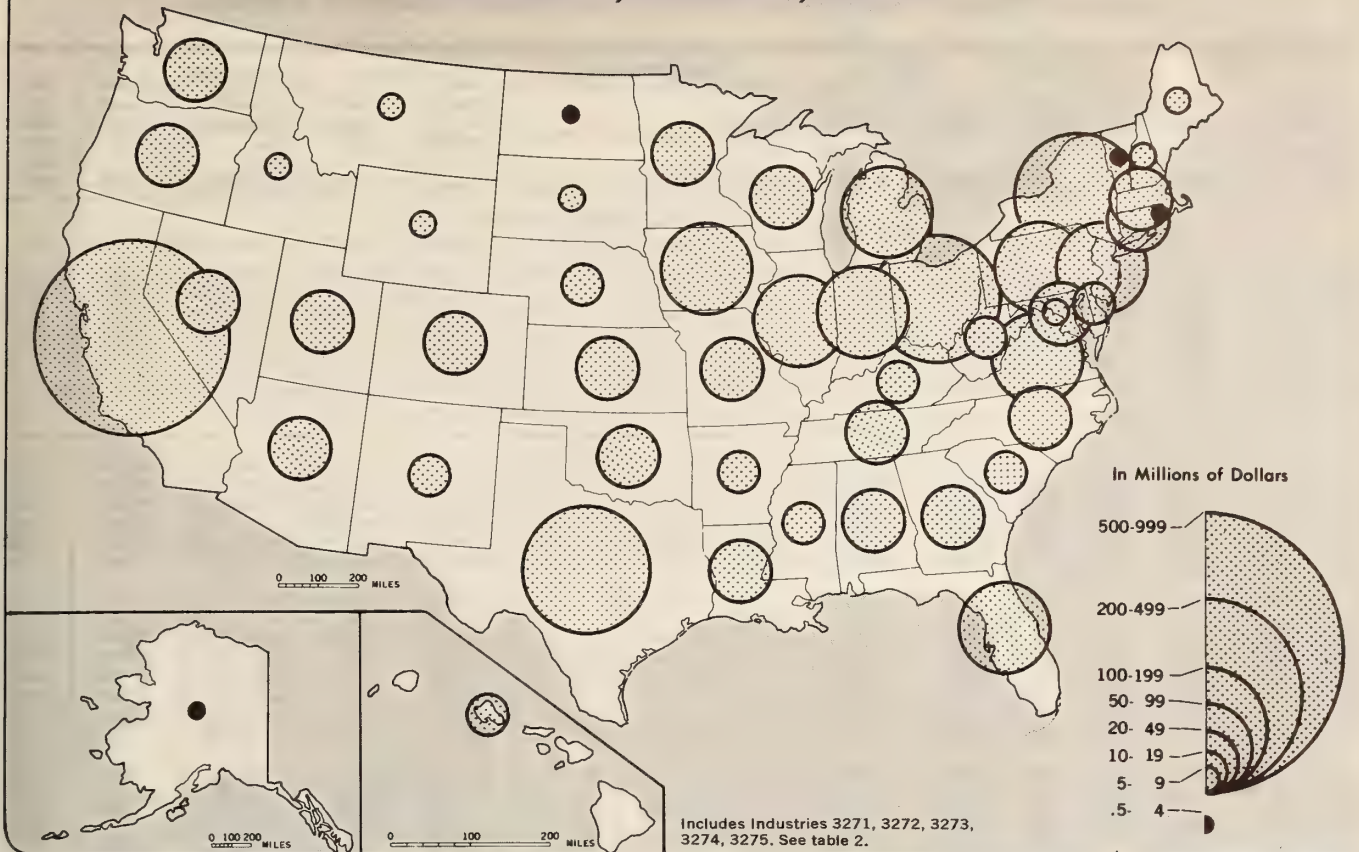 0 100 200 MILES
In Millions of Dollars
500-999
200-499
100-199
50- 99
20- 49
10- 19
5- 9
.5- 4
0 100 200 MILES
0 100 200 MILES
Includes Industries 3271, 3272, 3273,
3274, 3275. See table 2.